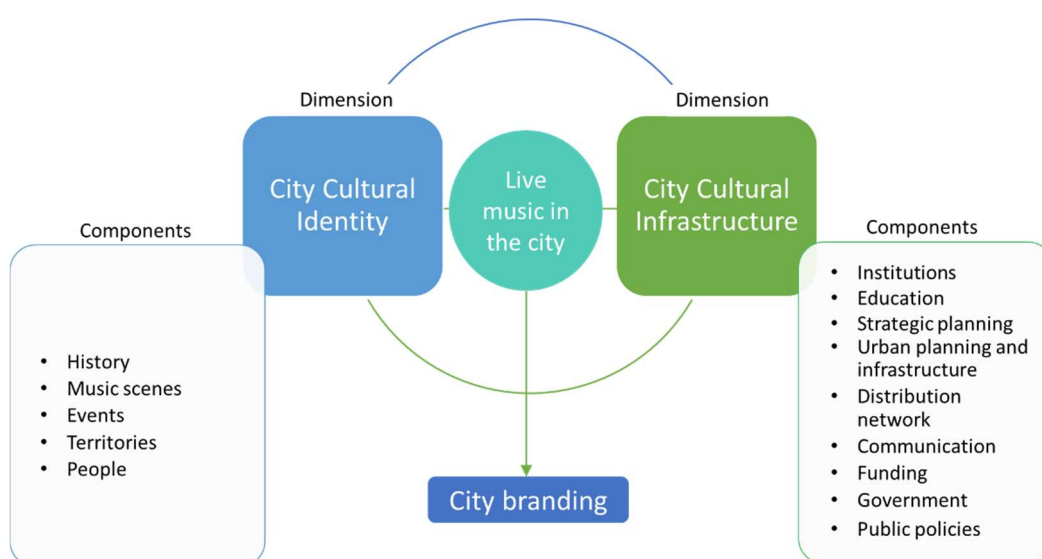 Dimension
City Cultural
Identity
Live
music in
the city
Dimension
City Cultural
Infrastructure
Components
• History
• Music scenes
• Events
• Territories
• People
Components
• Institutions
• Education
• Strategic planning
• Urban planning and
infrastructure
• Distribution
network
• Communication
• Funding
• Government
• Public policies
City branding